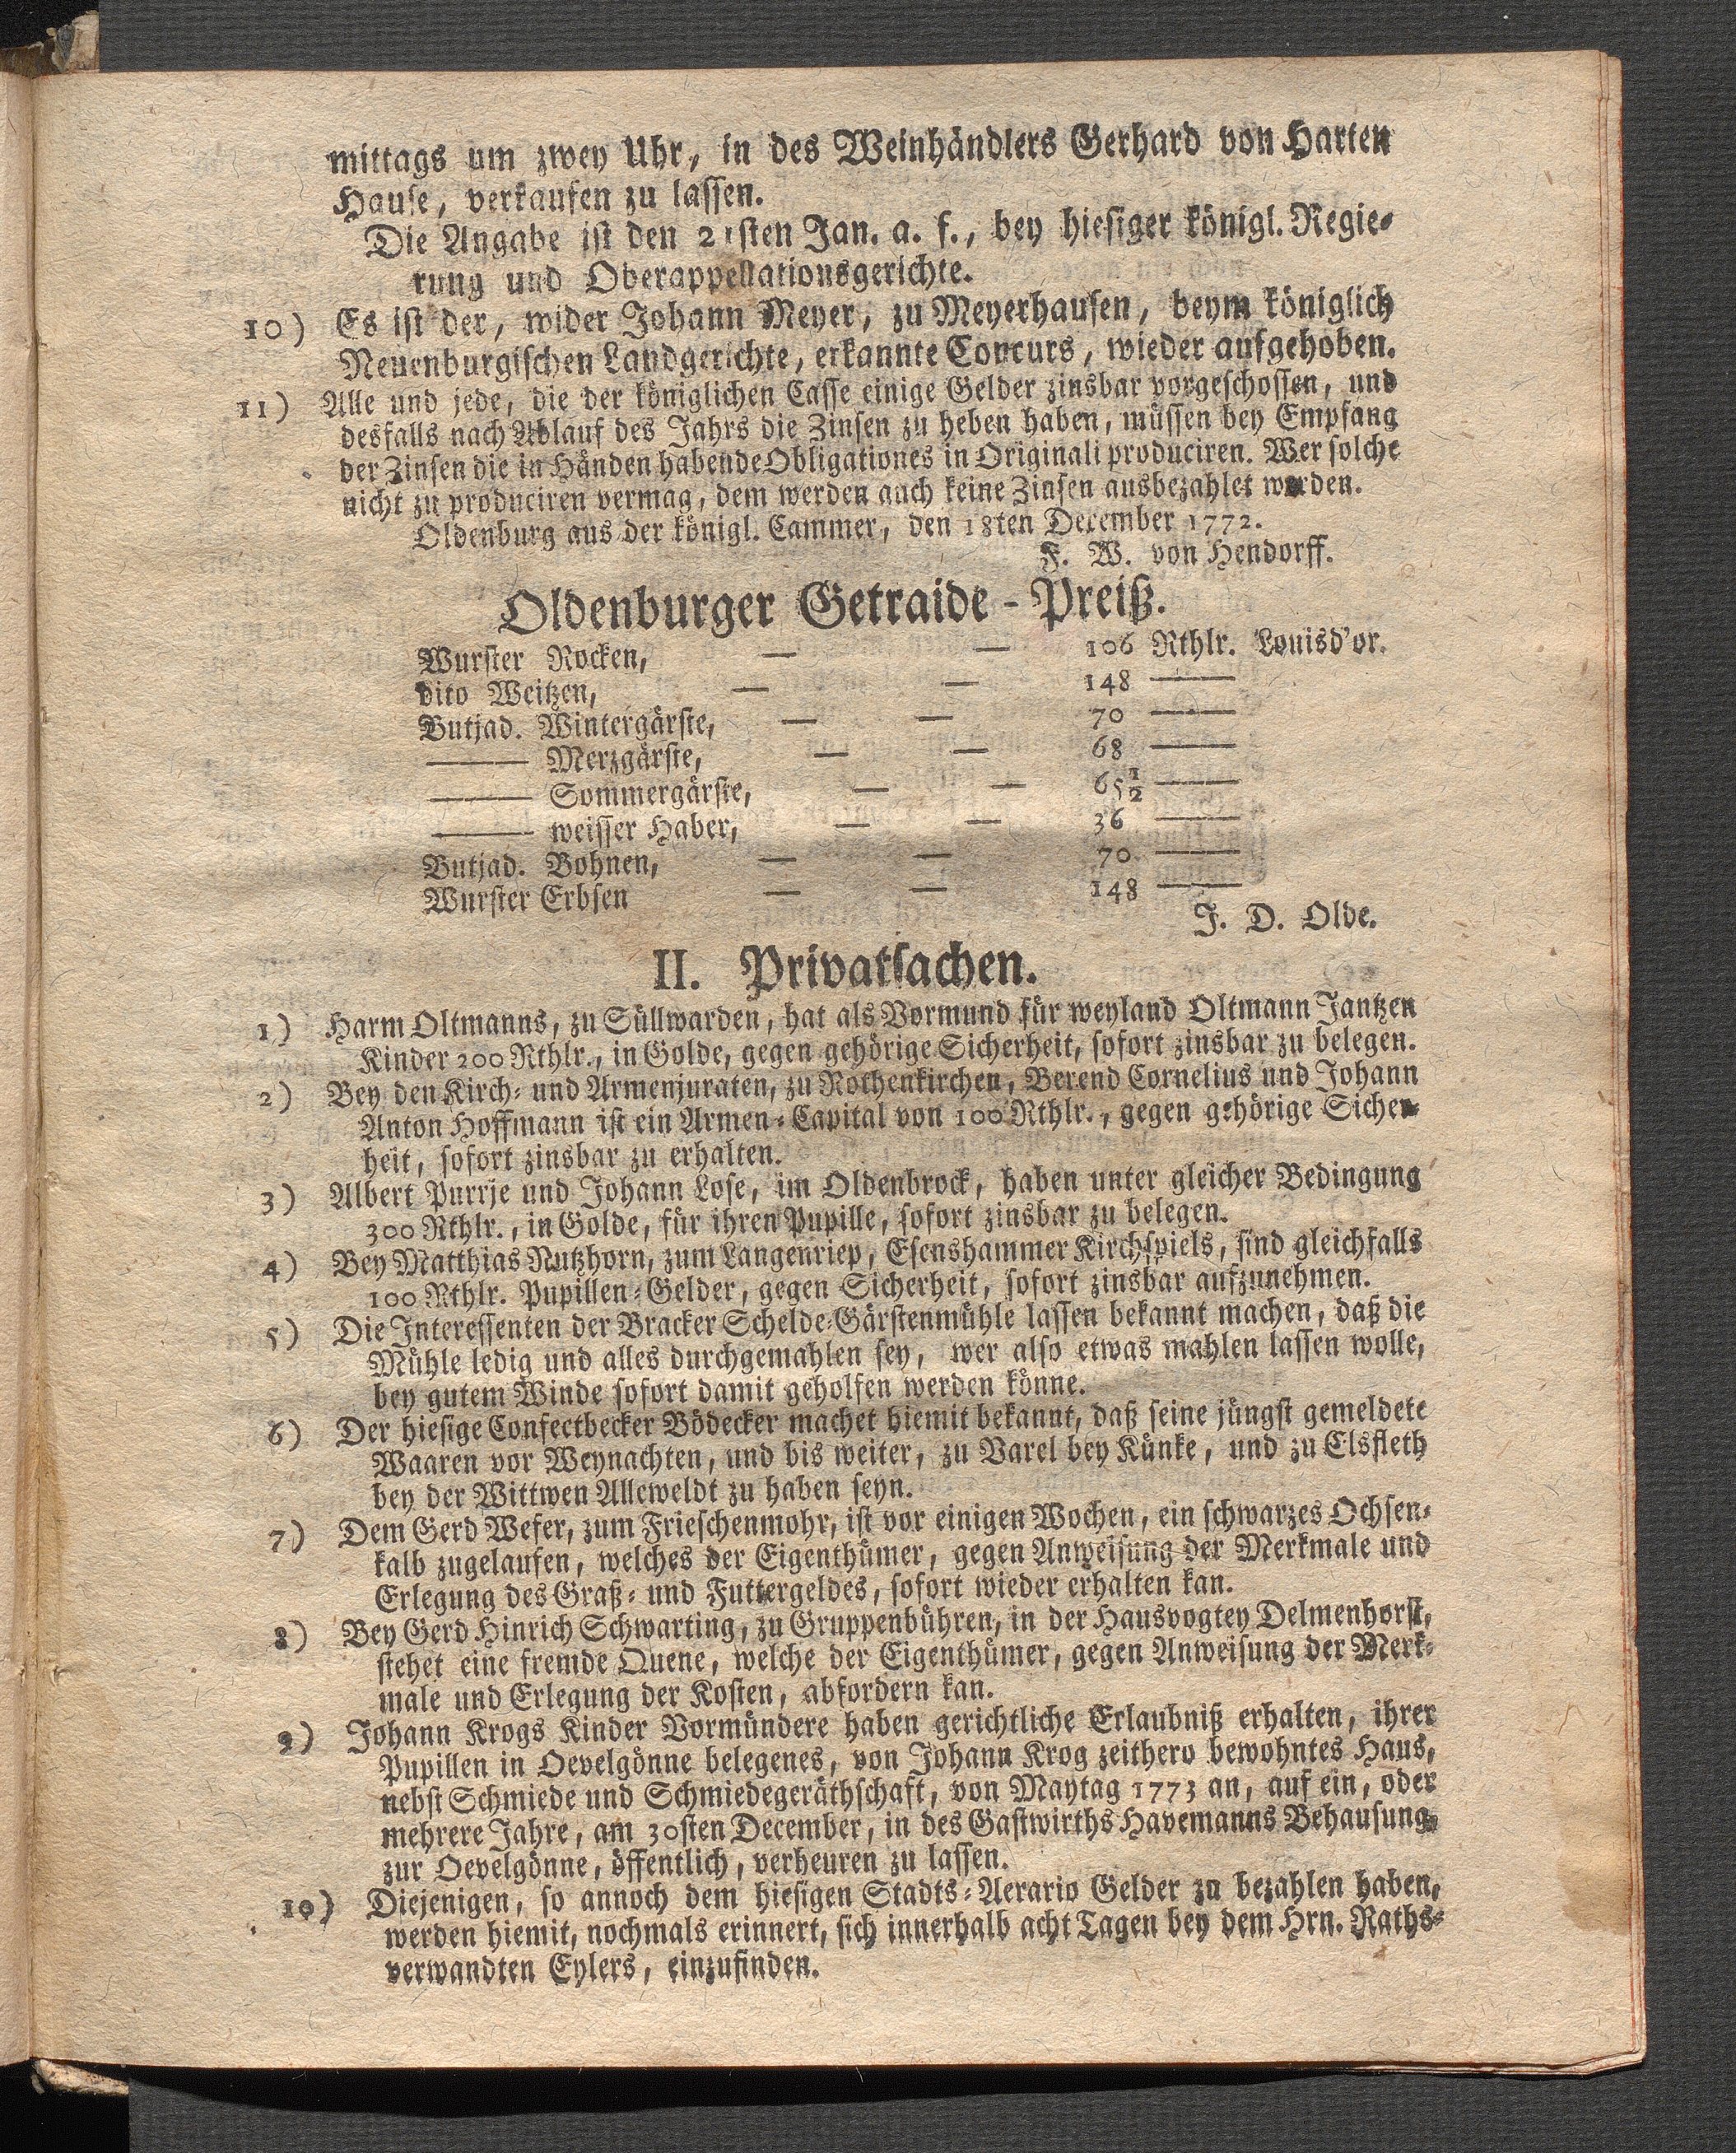 mittags um zwey Uhr, in des Weinhändlers Gerhard von Harten
Hause, verkaufen zu lassen.
Die Angabe ist den 21sten Jan. a. f., bey hiesiger königl. Regie-
rung und Oberappellationsgerichte.
10) Es ist der, wider Johann Meyer, zu Meyerhausen, beym königlich
Neuenburgischen Landgerichte, erkannte Concurs, wieder aufgehoben.
11) Alle und jede, die der königlichen Casse einige Gelder zinsbar vorgeschossen, und
desfalls nach Ablauf des Jahrs die Zinsen zu heben haben, müssen bey Empfang
der Zinsen die in Händen habende Obligationes in Originali produciren. Wer solche
nicht zu produciren vermag, dem werden auch keine Zinsen ausbezahlet werden.
Oldenburg aus der königl. Cammer, den 18ten December 1772.
F. W. von Hendorff.
Oldenburger Getraide-Preiß.
Wurster Rocken, — — 106 Rthlr. Louisd'or.
dito Weitzen, — — 148 —
Butjad. Wintergärste, — — 70 —
— Merzgärste, — — 68 —
— Sommergärste, — — 65½ —
— weisser Haber, — — 36 —
Butjad. Bohnen, — — 70 —
Wurster Erbsen — — 148 —
J. D. Olde.
II. Privatsachen.
1) Harm Oltmanns, zu Süllwarden, hat als Vormund für weyland Oltmann Jantzen
Kinder 200 Rthlr., in Golde, gegen gehörige Sicherheit, sofort zinsbar zu belegen.
2) Bey den Kirch- und Armenjuraten, zu Rothenkirchen, Berend Cornelius und Johann
Anton Hoffmann ist ein Armen-Capital von 100 Rthlr., gegen gehörige Sicher-
heit, sofort zinsbar zu erhalten.
3) Albert Purrje und Johann Lose, im Oldenbrock, haben unter gleicher Bedingung
300 Rthlr., in Golde, für ihren Pupille, sofort zinsbar zu belegen.
4) Bey Matthias Nutzhorn, zum Langenriep, Esenshammer Kirchspiels, sind gleichfalls
100 Rthlr. Pupillen-Gelder, gegen Sicherheit, sofort zinsbar aufzunehmen.
5) Die Interessenten der Bracker Schelde-Gärstenmühle lassen bekannt machen, daß die
Mühle ledig und alles durchgemahlen sey, wer also etwas mahlen lassen wolle,
bey gutem Winde sofort damit geholfen werden könne.
6) Der hiesige Confectbecker Bödecker machet hiemit bekannt, daß seine jüngst gemeldete
Waaren vor Weynachten, und bis weiter, zu Varel bey Künke, und zu Elsfleth
bey der Wittwen Alleweldt zu haben seyn.
7) Dem Gerd Wefer, zum Frieschenmohr, ist vor einigen Wochen, ein schwarzes Ochsen-
kalb zugelaufen, welches der Eigenthümer, gegen Anweisung der Merkmale und
Erlegung des Graß- und Futtergeldes, sofort wieder erhalten kan.
8) Bey Gerd Hinrich Schwarting, zu Gruppenbühren, in der Hausvogtey Delmenhorst,
stehet eine fremde Quene, welche der Eigenthümer, gegen Anweisung der Merk-
male und Erlegung der Kosten, abfordern kan.
9) Johann Krogs Kinder Vormündere haben gerichtliche Erlaubniß erhalten, ihrer
Pupillen in Oevelgönne belegenes, von Johann Krog zeithero bewohntes Haus,
nebst Schmiede und Schmiedegeräthschaft, von Maytag 1773 an, auf ein, oder
mehrere Jahre, am 30sten December, in des Gastwirths Havemanns Behausung,
zur Oevelgönne, öffentlich, verheuren zu lassen.
10) Diejenigen, so annoch dem hiesigen Stadts-Aerario Gelder zu bezahlen haben,
werden hiemit, nochmals erinnert, sich innerhalb acht Tagen bey dem Hrn. Raths-
verwandten Eylers, einzufinden.